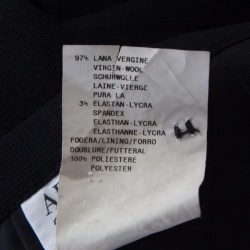 97% LANA VERGINE
VIRGIN-WOOL
SCHURWOLLE
LAINE-VIERGE
PURA LA
3% ELASTAN-LYCRA
SPANDEX
ELASTHAN-LYCRA
ELASTHANNE-LYCRA
FODERA/LINING/FORRO
DOUBLURE/FUTTERAL
100% POLIESTERE
POLYESTER